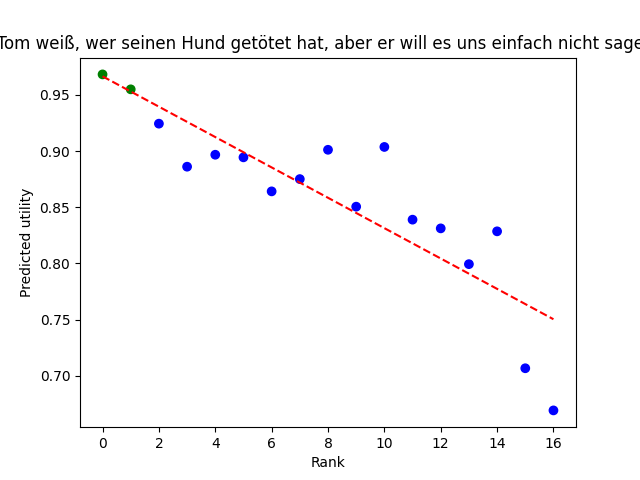 Tom weiß, wer seinen Hund getötet hat, aber er will es uns einfach nicht sage
0.95
0.90
0.85
0.80
0.75
0.70
Predicted utility
0 2 4 6 8 10 12 14 16
Rank